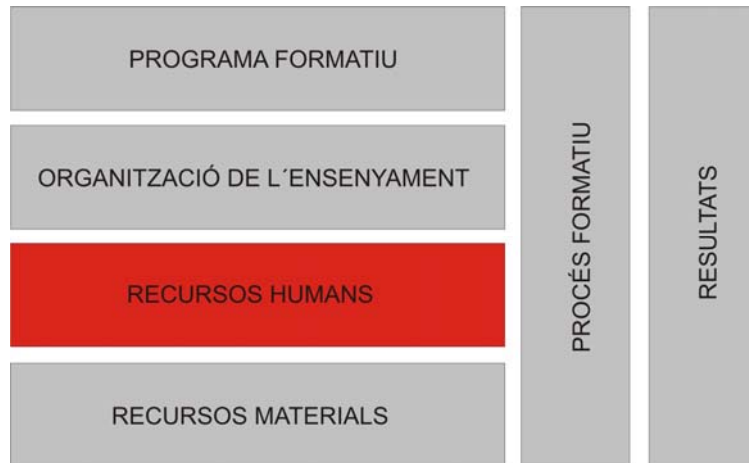 PROGRAMA FORMATIU
ORGANITZACIÓ DE L´ENSENYAMENT
RECURSOS HUMANS
RECURSOS MATERIALS
PROCÉS FORMATIU
RESULTATS